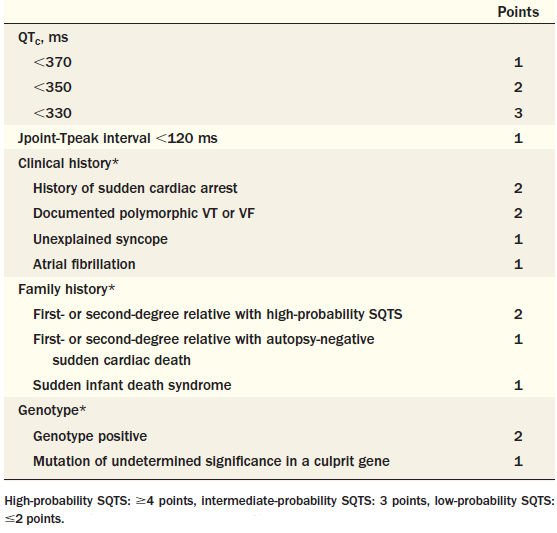 Points
QTc, ms
<370 1
<350 2
<330 3
Jpoint-Tpeak interval <120 ms 1
Clinical history*
History of sudden cardiac arrest 2
Documented polymorphic VT or VF 2
Unexplained syncope 1
Atrial fibrillation 1
Family history*
First- or second-degree relative with high-probability SQTS 2
First- or second-degree relative with autopsy-negative 1
sudden cardiac death
Sudden infant death syndrome 1
Genotype*
Genotype positive 2
Mutation of undetermined significance in a culprit gene 1
High-probability SQTS: ≥4 points, intermediate-probability SQTS: 3 points, low-probability SQTS:
≤2 points.